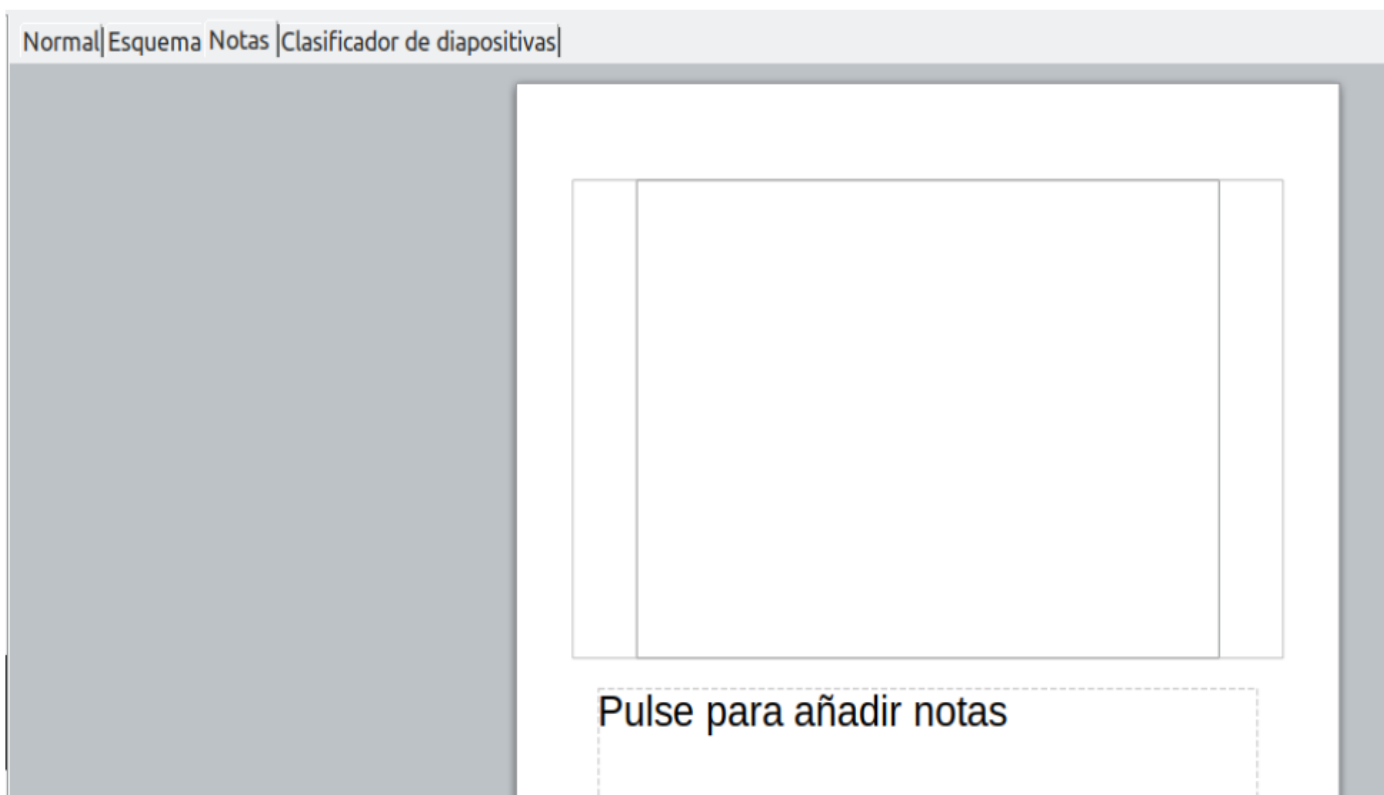 Normal Esquema Notas Clasificador de diapositivas
Pulse para añadir notas